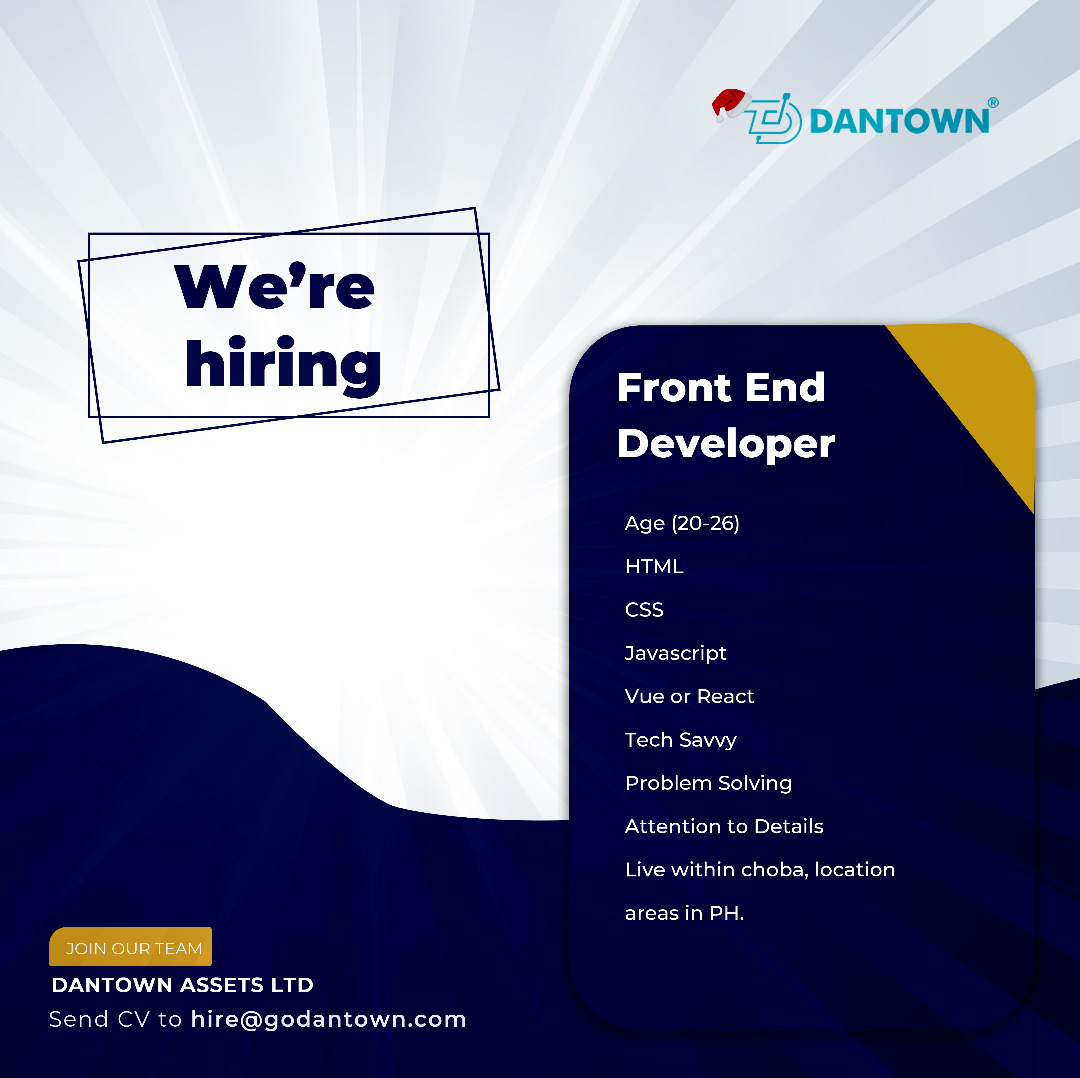 DANTOWN®
We're
hiring
Front End
Developer
Age (20-26)
HTML
CSS
Javascript
Vue or React
Tech Savvy
Problem Solving
Attention to Details
Live within choba, location
areas in PH.
JOIN OUR TEAM
DANTOWN ASSETS LTD
Send CV to hire@godantown.com